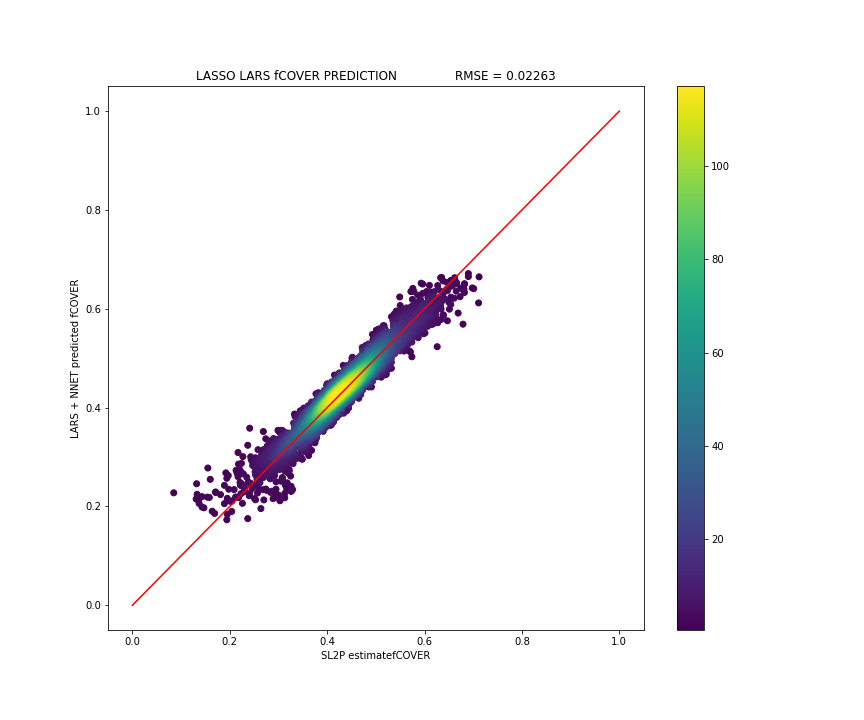 LASSO LARS fCOVER PREDICTION RMSE = 0.02263
1.0
0.8
0.6
0.4
0.2
0.0
LARS + NNET predicted fCOVER
0.0 0.2 0.4 0.6 0.8 1.0
SL2P estimatefCOVER
100
80
60
40
20